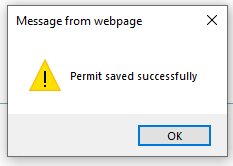 Message from webpage
Permit saved successfully
OK